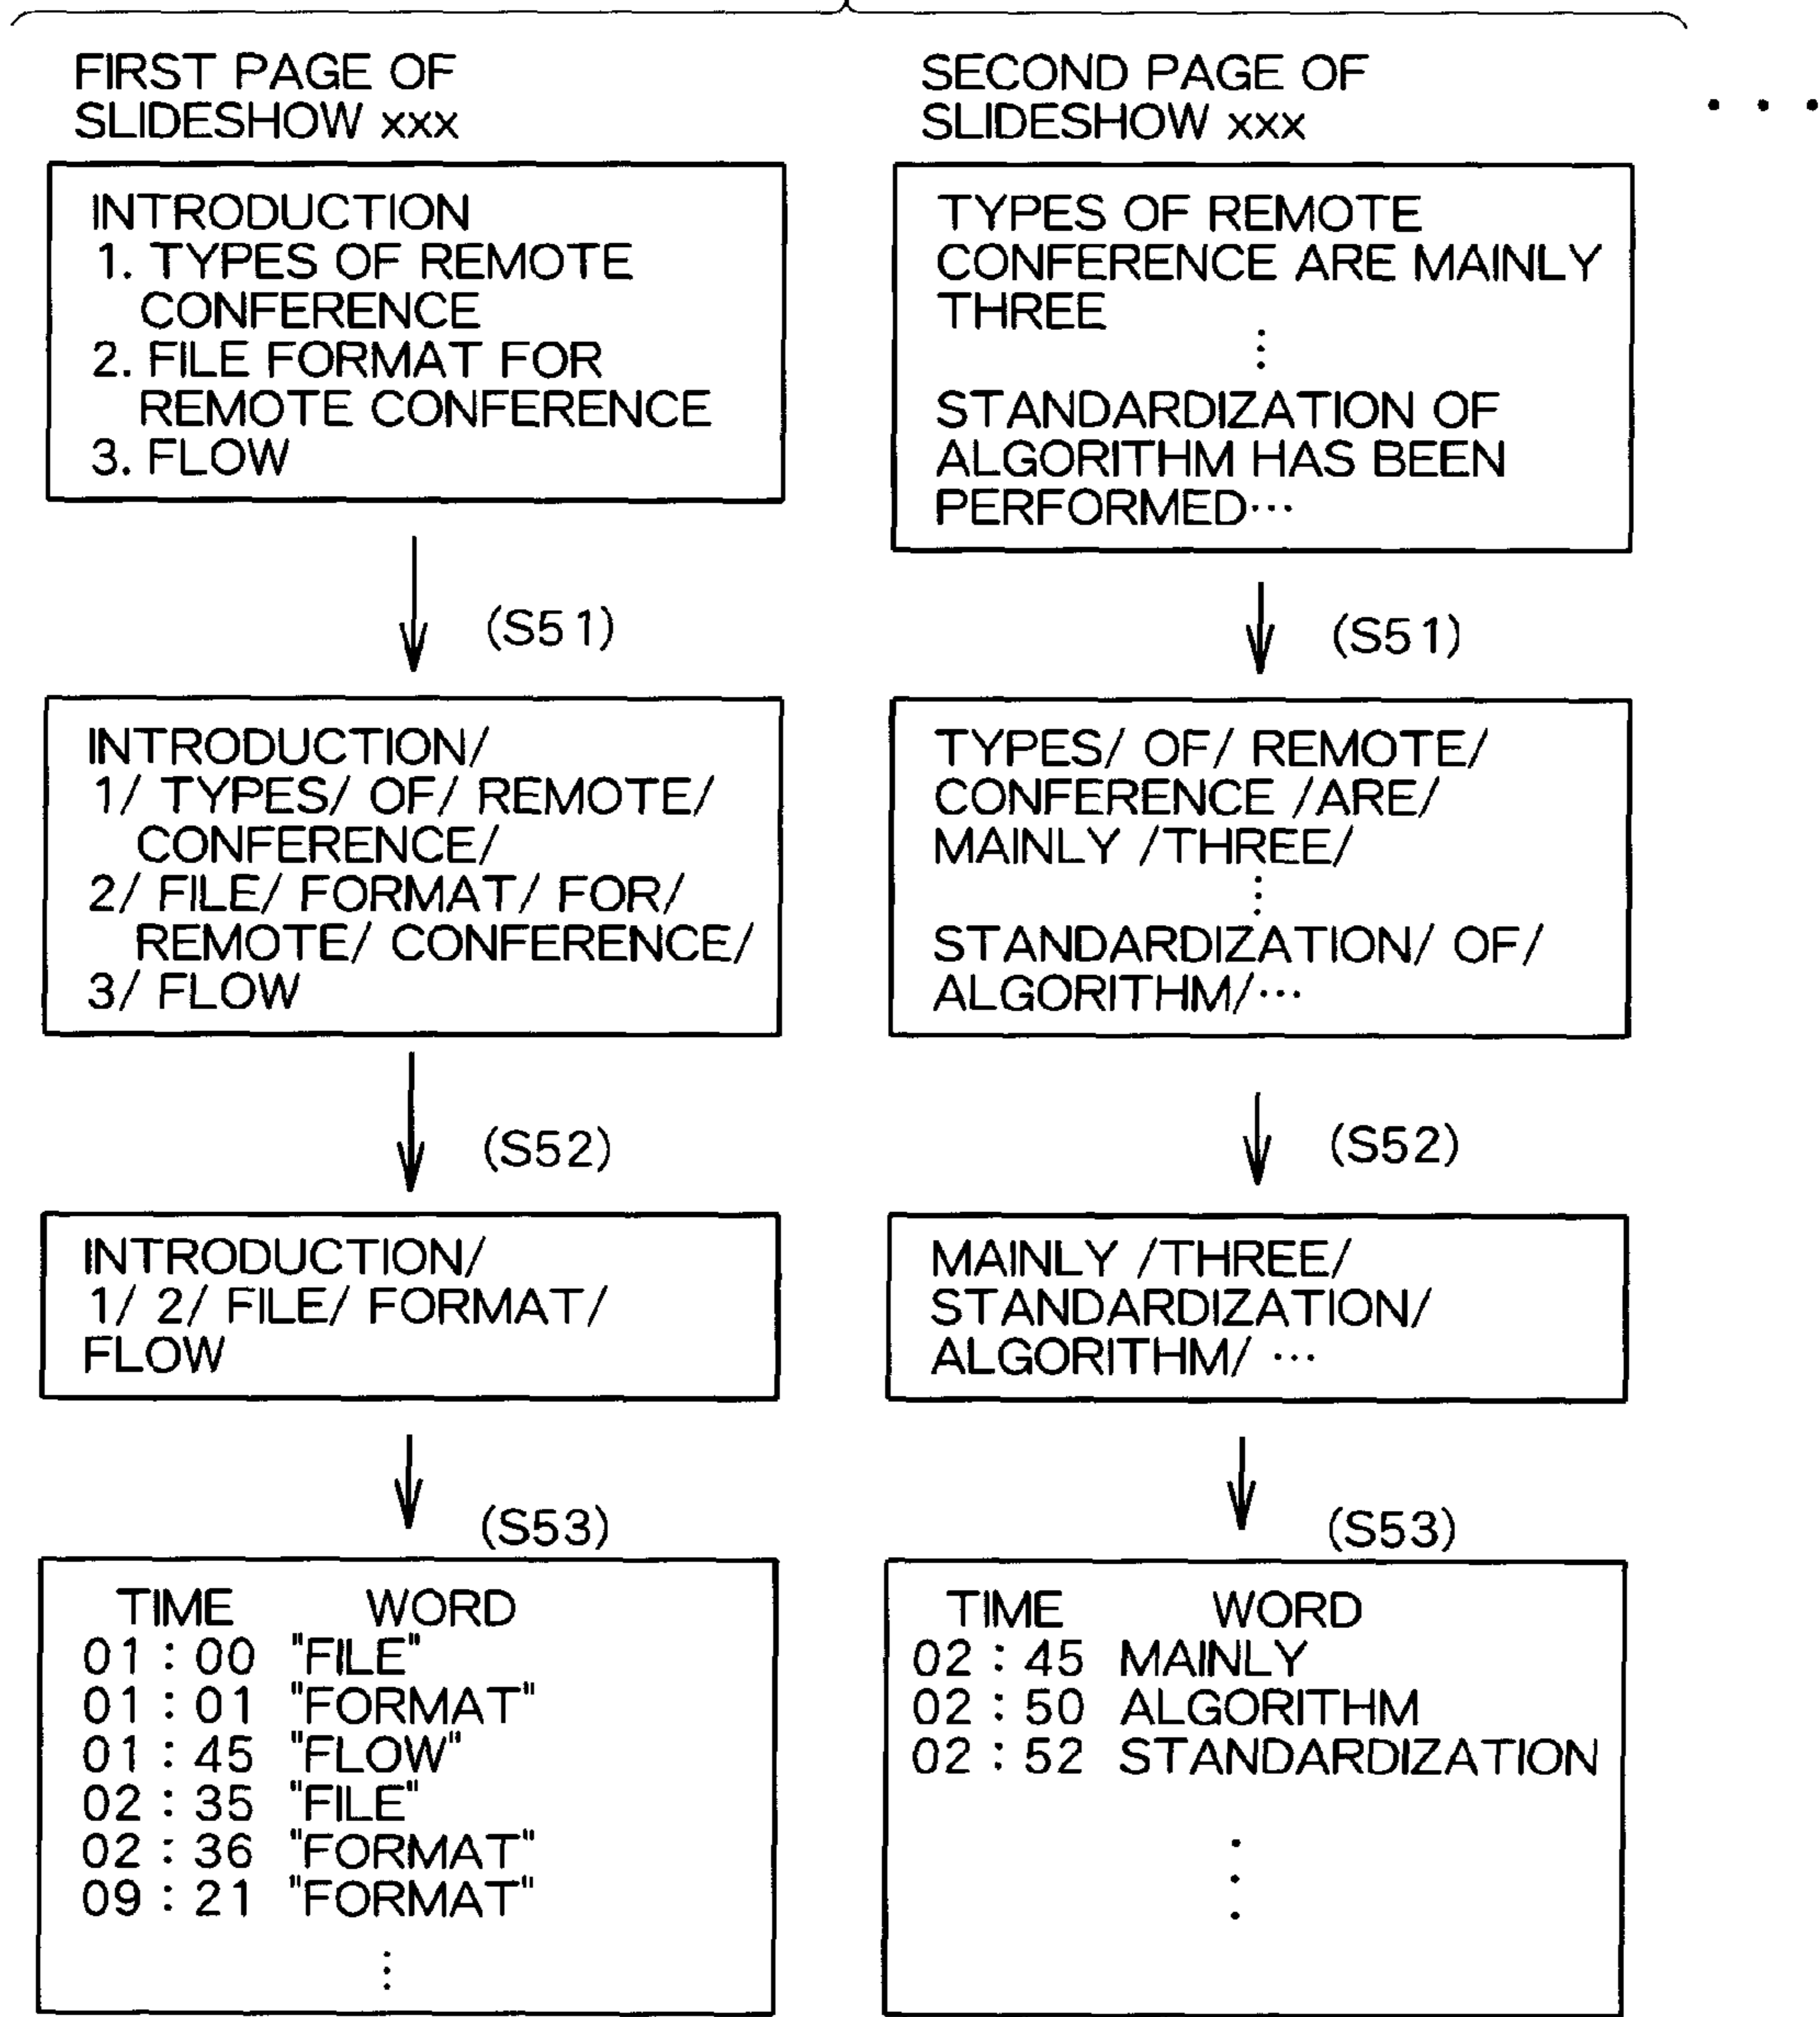 FIRST PAGE OF
SLIDESHOW xxx
INTRODUCTION
1. TYPES OF REMOTE
CONFERENCE
2. FILE FORMAT FOR
REMOTE CONFERENCE
3. FLOW
(S51)
INTRODUCTION/
1/ TYPES/ OF/ REMOTE/
CONFERENCE/
2/ FILE/ FORMAT/ FOR/
REMOTE/ CONFERENCE/
3/ FLOW
(S52)
INTRODUCTION/
1/ 2/ FILE/ FORMAT/
FLOW
(S53)
TIME WORD
01 : 00 "FILE"
01 : 01 "FORMAT"
01 : 45 "FLOW"
02 : 35 "FILE"
02 : 36 "FORMAT"
09 : 21 "FORMAT"
SECOND PAGE OF
SLIDESHOW xxx
TYPES OF REMOTE
CONFERENCE ARE MAINLY
THREE
STANDARDIZATION OF
ALGORITHM HAS BEEN
PERFORMED···
(S51)
TYPES/ OF/ REMOTE/
CONFERENCE /ARE/
MAINLY /THREE/
STANDARDIZATION/ OF/
ALGORITHM/···
(S52)
MAINLY /THREE/
STANDARDIZATION/
ALGORITHM/ ···
(S53)
TIME WORD
02 : 45 MAINLY
02 : 50 ALGORITHM
02 : 52 STANDARDIZATION